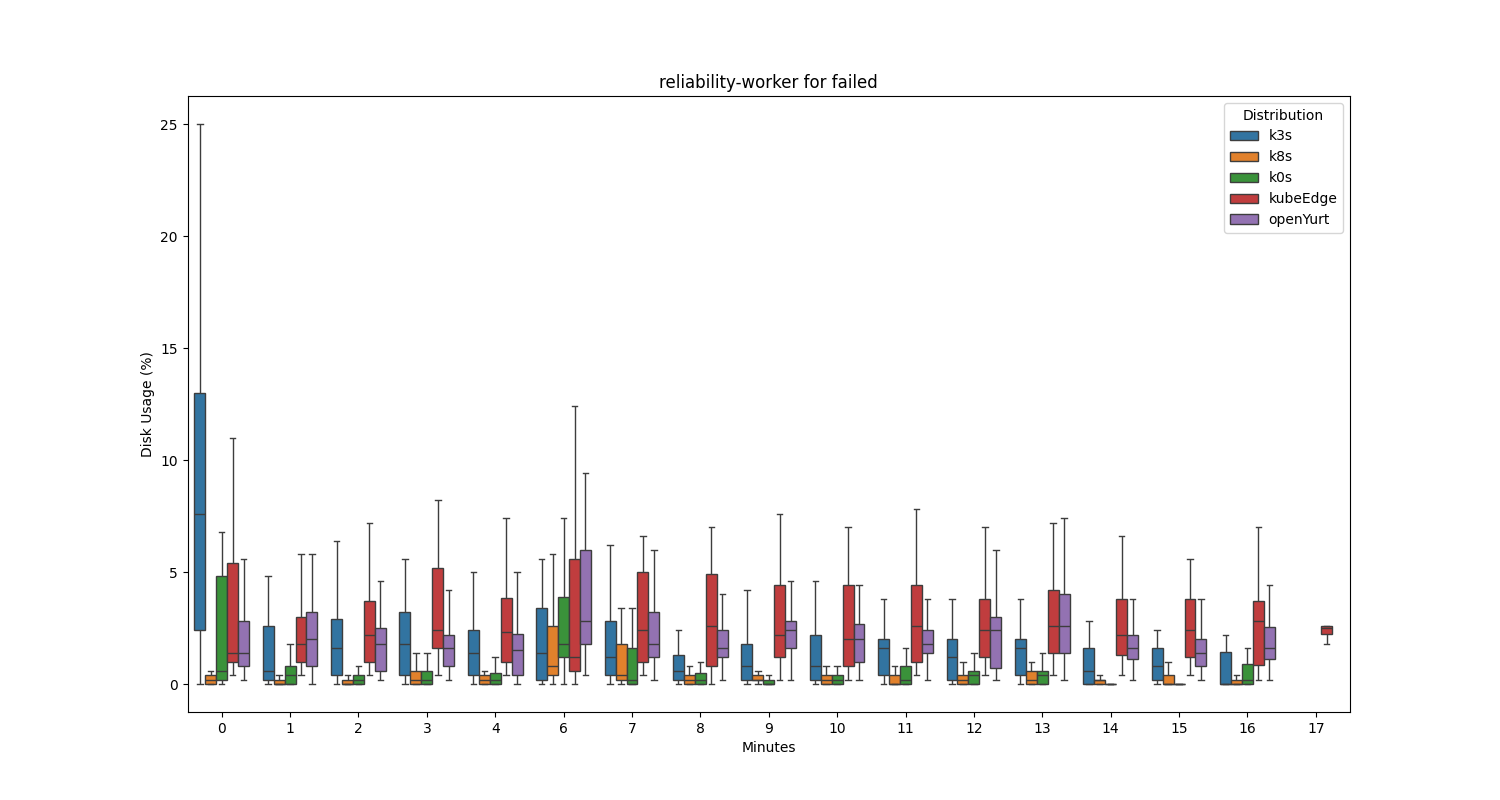 reliability-worker for failed
Distribution
k3s
k8s
k0s
kubeEdge
openYurt
Disk Usage (%)
25
20
15
10
5
0
0 1 2 3 4 6 7 8 9 10 11 12 13 14 15 16 17
Minutes